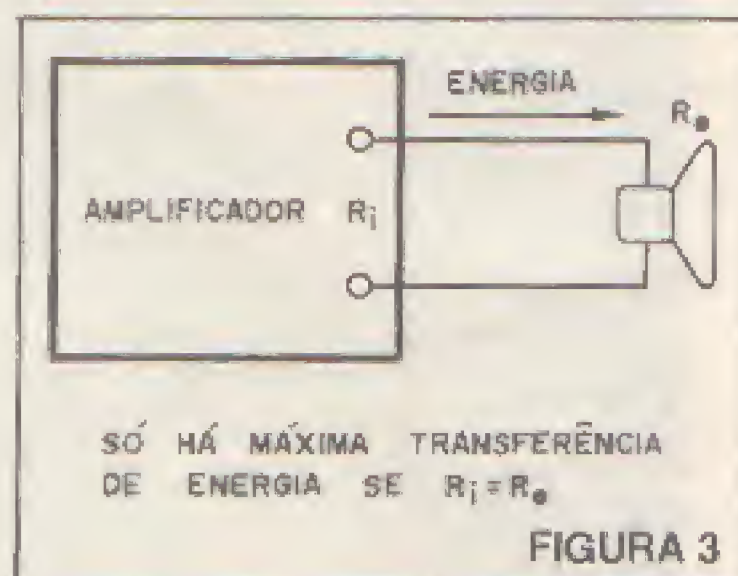 ENERGIA
Re
AMPLIFICADOR Ri
SÓ HÁ MÁXIMA TRANSFERÊNCIA
DE ENERGIA SE Ri=Re
FIGURA 3